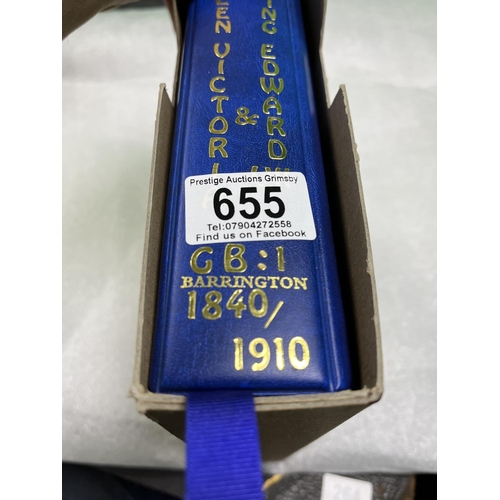 EEN VICTORI
&
ING EDWARD
Prestige Auctions Grimsby
655
Tel:07904272558
Find us on Facebook
GB:1
BARRINGTON
1840/
1910